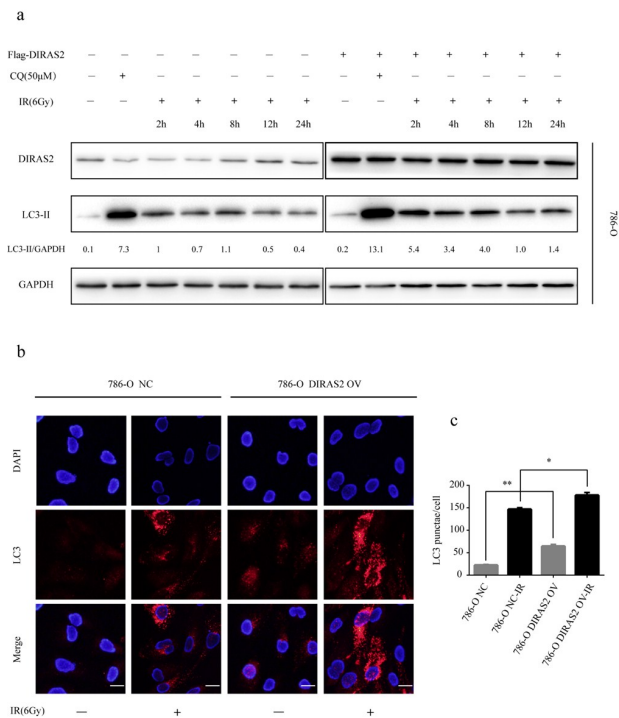 a
Flag-DIRAS2 − − − − − − − + + + + + + +
CQ(50μM) − + − − − − − − + − − − − −
IR(6Gy) − − + + + + + − − + + + + +
2h 4h 8h 12h 24h 2h 4h 8h 12h 24h
DIRAS2
LC3-II
LC3-II/GAPDH 0.1 7.3 1 0.7 1.1 0.5 0.4 0.2 13.1 5.4 3.4 4.0 1.0 1.4
GAPDH
786-O
b
786-O NC 786-O DIRAS2 OV
DAPI
LC3
Merge
IR(6Gy) − + − +
c
LC3 punctae/cell
200
150
100
50
0
** *
786-O NC
786-O NC-IR
786-O DIRAS2 OV
786-O DIRAS2 OV-IR